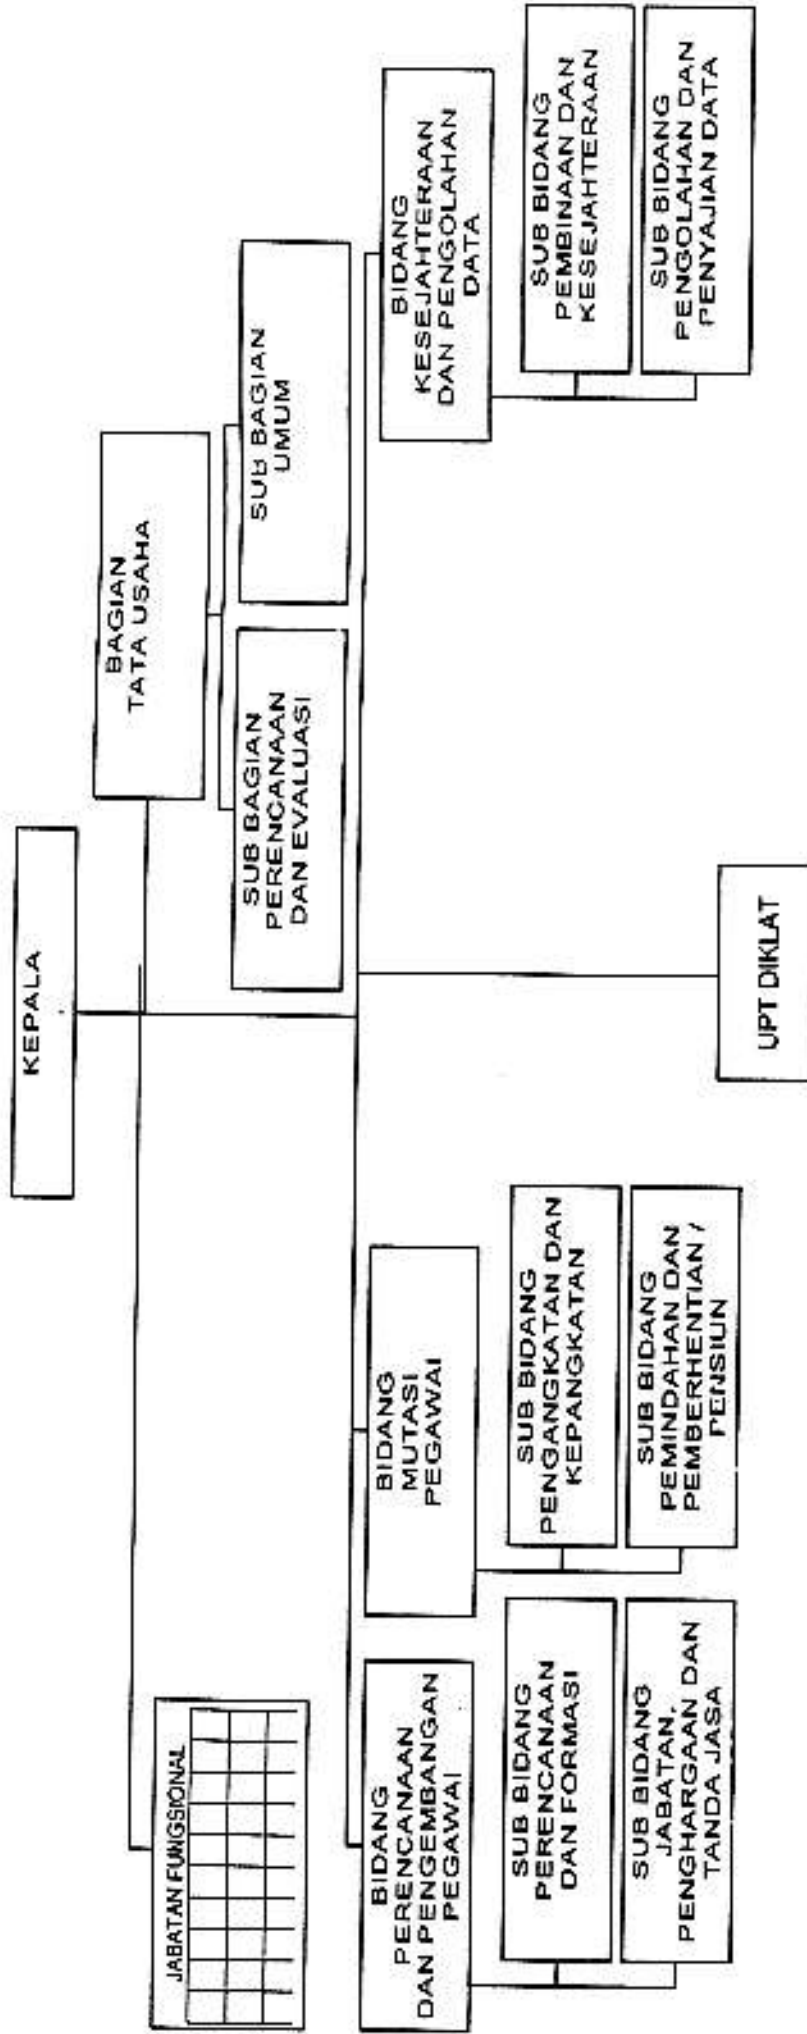 KEPALA
BAGIAN
TATA USAHA
JABATAN FUNGSIONAL
SUB BAGIAN
PERENCANAAN
DAN EVALUASI
SUB BAGIAN
UMUM
BIDANG
PERENCANAAN
DAN PENGEMBANGAN
PEGAWAI
SUB BIDANG
PERENCANAAN
DAN FORMASI
SUB BIDANG
JABATAN,
PENGHARGAAN DAN
TANDA JASA
BIDANG
MUTASI
PEGAWAI
SUB BIDANG
PENGANGKATAN DAN
KEPANGKATAN
SUB BIDANG
PEMINDAHAN DAN
PEMBERHENTIAN /
PENSIUN
BIDANG
KESEJAHTERAAN
DAN PENGOLAHAN
DATA
SUB BIDANG
PEMBINAAN DAN
KESEJAHTERAAN
SUB BIDANG
PENGOLAHAN DAN
PENYAJIAN DATA
UPT DIKLAT